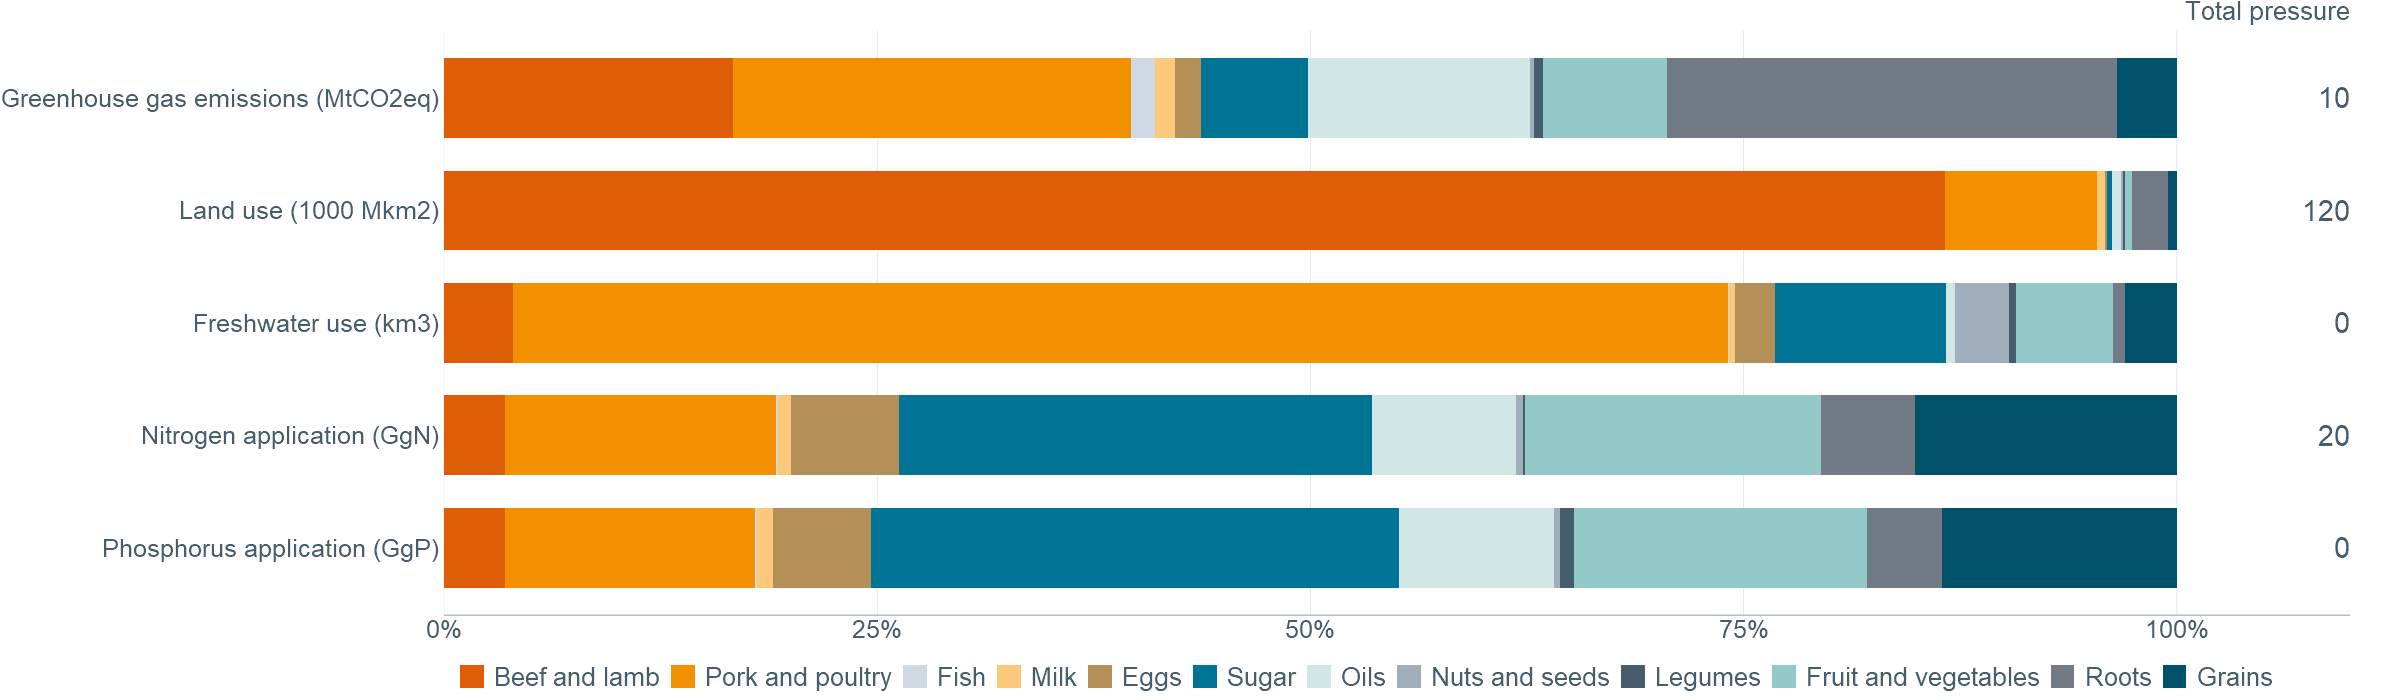 Total pressure
Greenhouse gas emissions (MtCO2eq) 10
Land use (1000 Mkm2) 120
Freshwater use (km3) 0
Nitrogen application (GgN) 20
Phosphorus application (GgP) 0
0% 25% 50% 75% 100%
Beef and lamb Pork and poultry Fish Milk Eggs Sugar Oils Nuts and seeds Legumes Fruit and vegetables Roots Grains